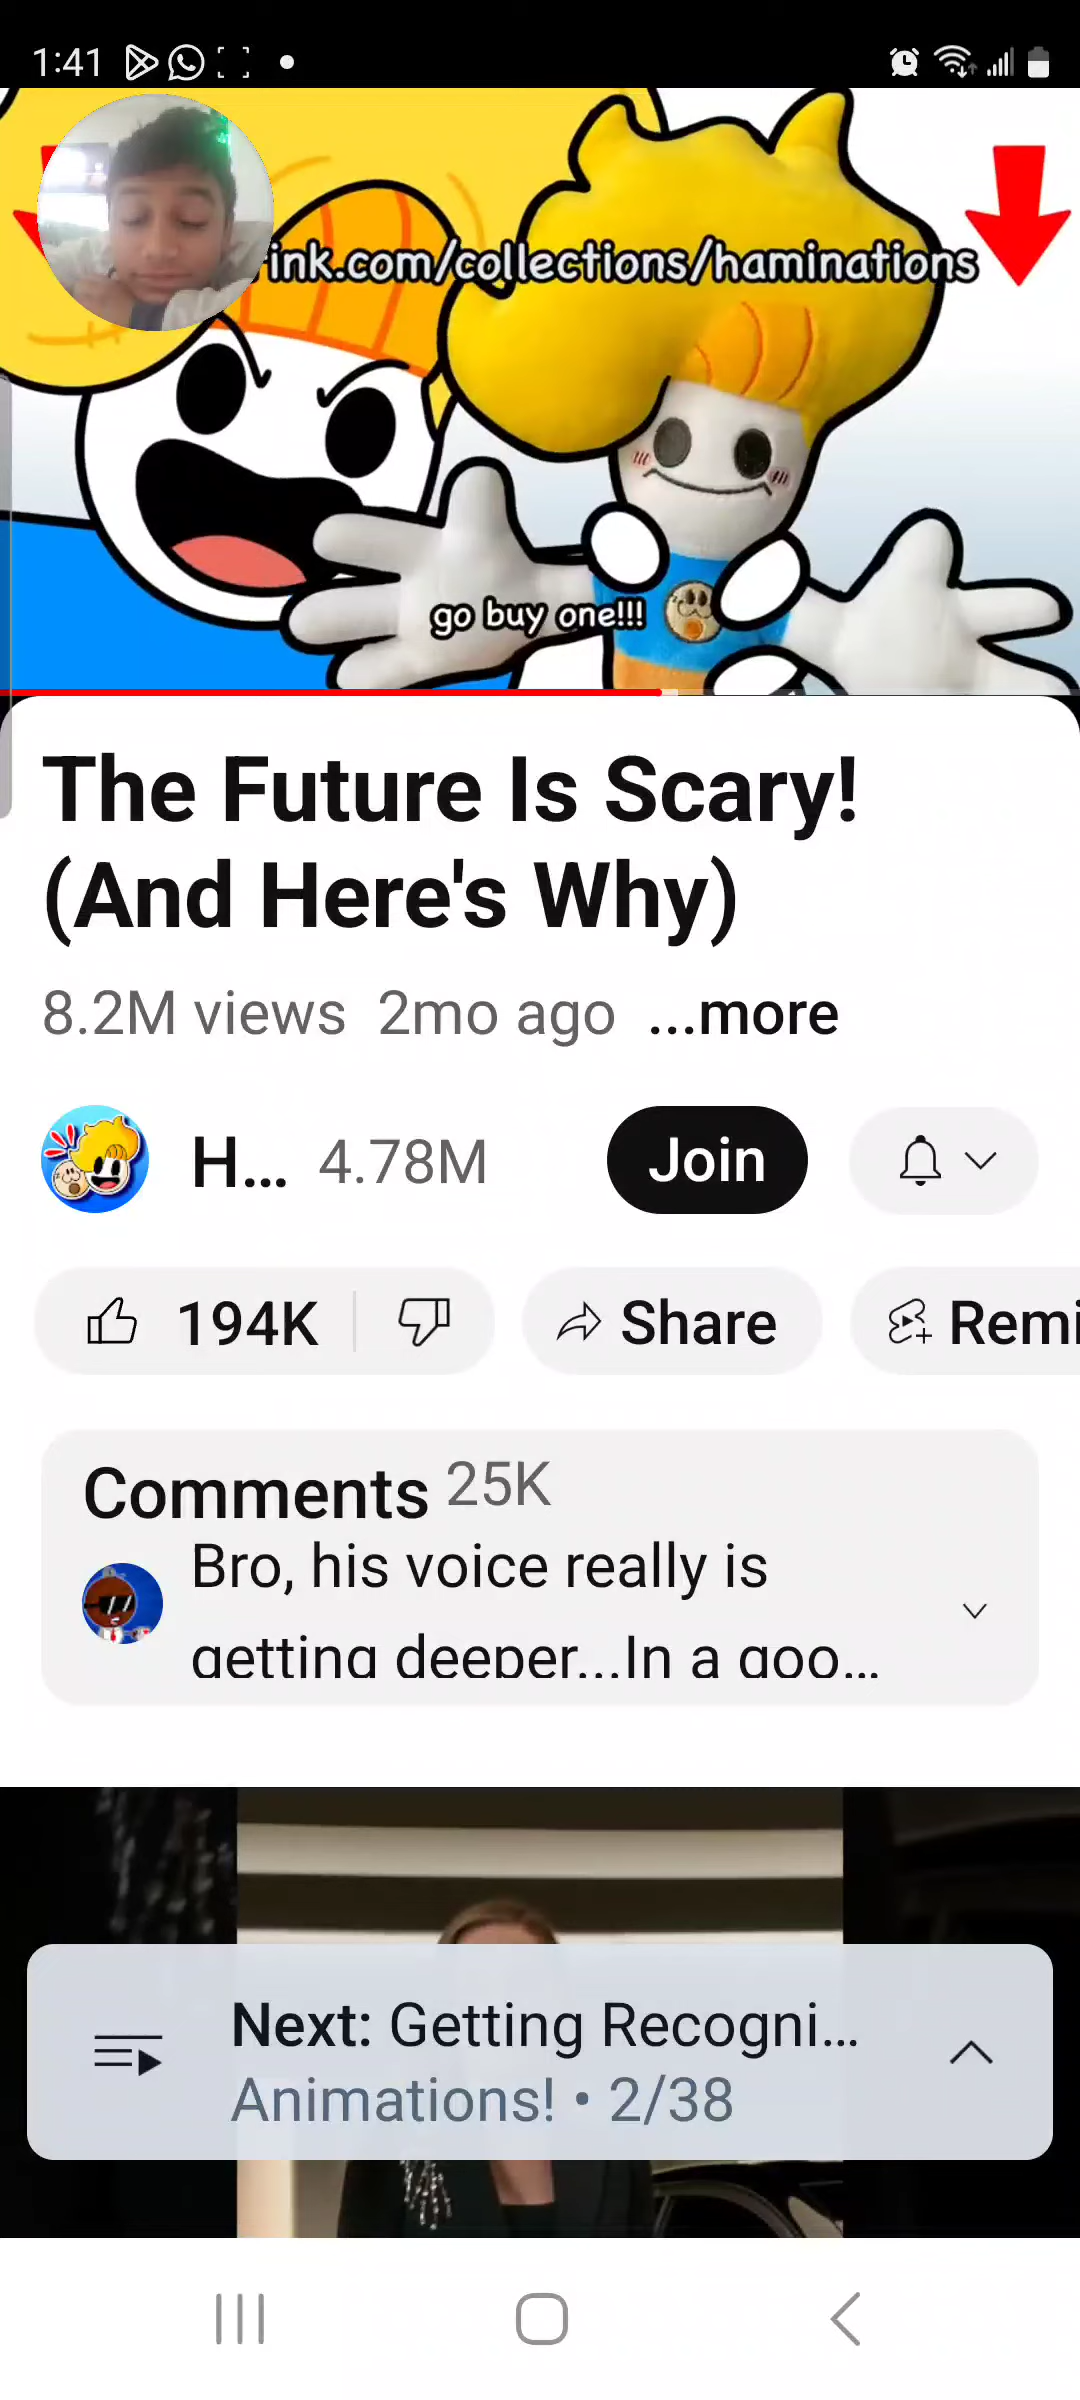 1:41
ink.com/collections/haminations
go buy one!!!
The Future Is Scary!
(And Here's Why)
8.2M views 2mo ago ...more
H... 4.78M Join
194K Share Remi
Comments 25K
Bro, his voice really is
getting deeper...In a goo...
Next: Getting Recogni...
Animations! • 2/38